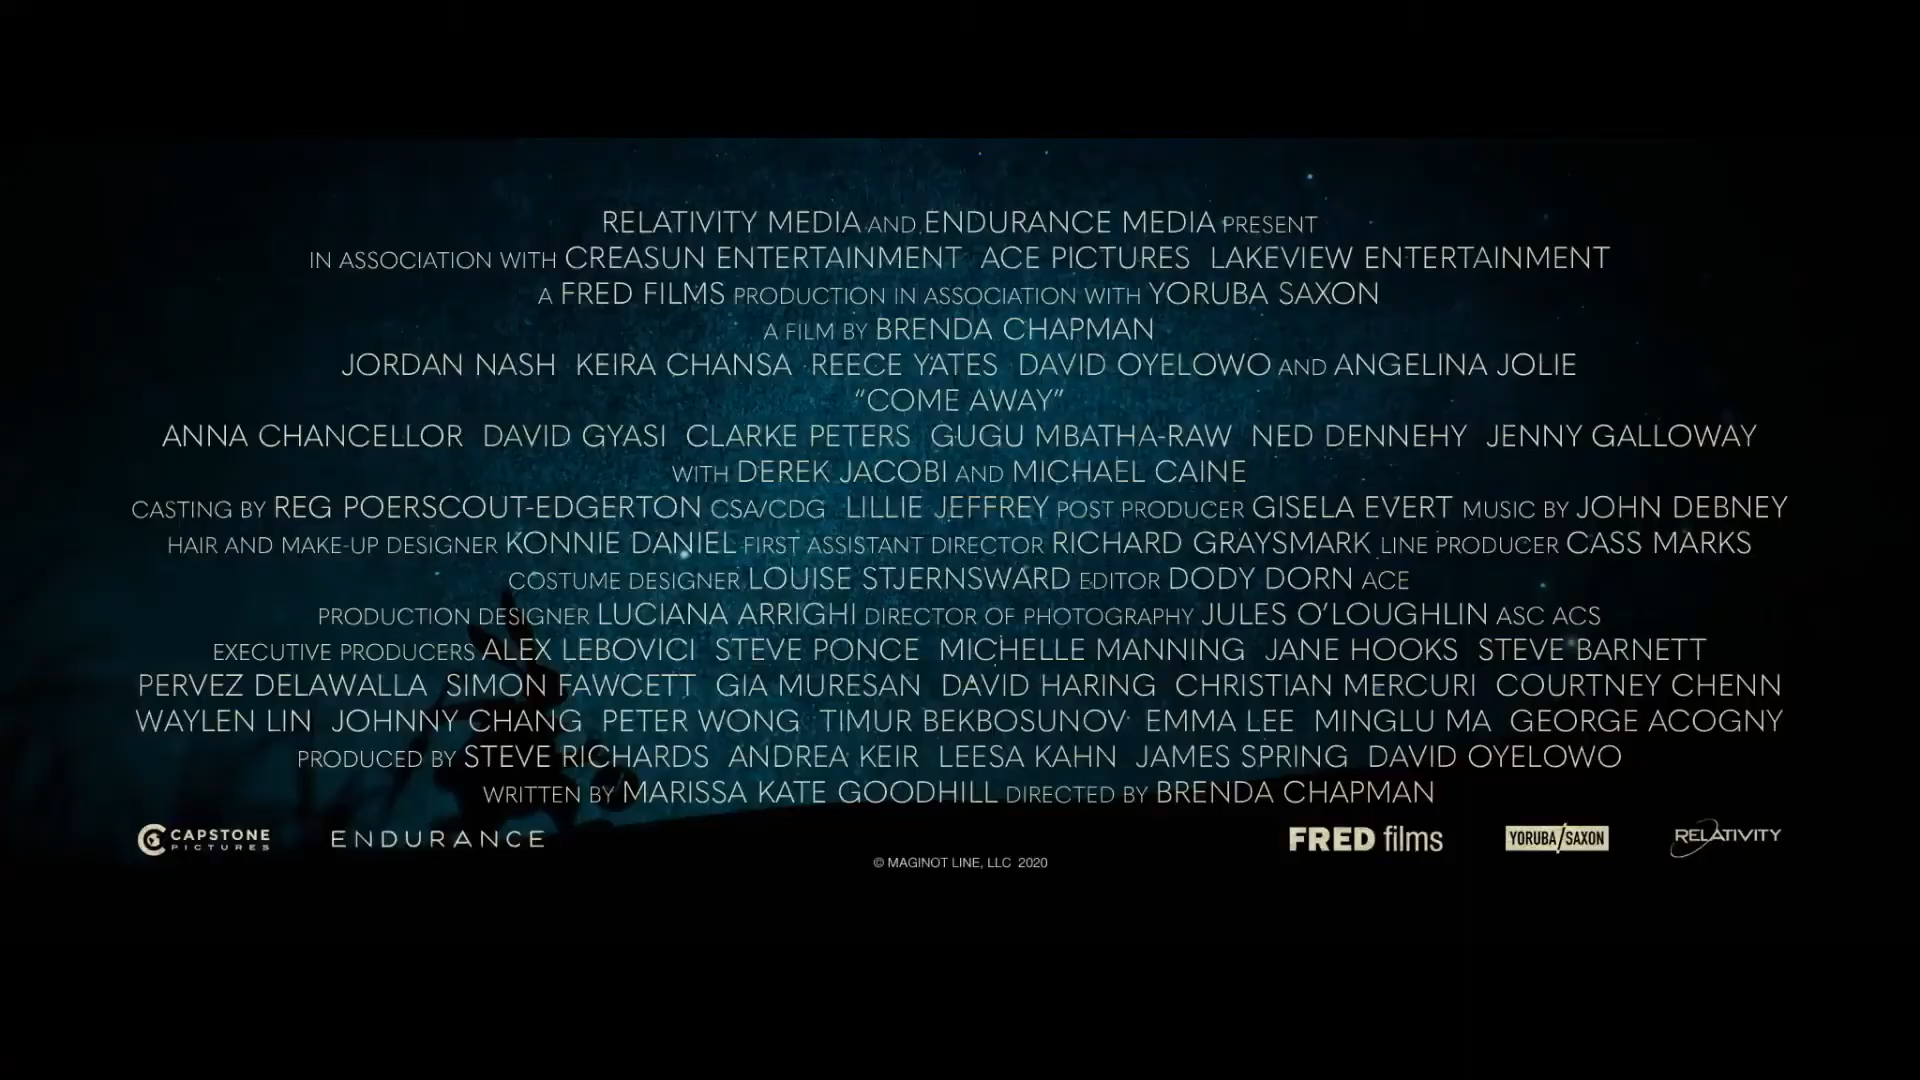 RELATIVITY MEDIA AND ENDURANCE MEDIA PRESENT
IN ASSOCIATION WITH CREASUN ENTERTAINMENT ACE PICTURES LAKEVIEW ENTERTAINMENT
A FRED FILMS PRODUCTION IN ASSOCIATION WITH YORUBA SAXON
A FILM BY BRENDA CHAPMAN
JORDAN NASH KEIRA CHANSA REECE YATES DAVID OYELOWO AND ANGELINA JOLIE
“COME AWAY”
ANNA CHANCELLOR DAVID GYASI CLARKE PETERS GUGU MBATHA-RAW NED DENNEHY JENNY GALLOWAY
WITH DEREK JACOBI AND MICHAEL CAINE
CASTING BY REG POERSCOUT-EDGERTON CSA/CDG LILLIE JEFFREY POST PRODUCER GISELA EVERT MUSIC BY JOHN DEBNEY
HAIR AND MAKE-UP DESIGNER KONNIE DANIEL FIRST ASSISTANT DIRECTOR RICHARD GRAYSMARK LINE PRODUCER CASS MARKS
COSTUME DESIGNER LOUISE STJERNSWARD EDITOR DODY DORN ACE
PRODUCTION DESIGNER LUCIANA ARRIGHI DIRECTOR OF PHOTOGRAPHY JULES O’LOUGHLIN ASC ACS
EXECUTIVE PRODUCERS ALEX LEBOVICI STEVE PONCE MICHELLE MANNING JANE HOOKS STEVE BARNETT
PERVEZ DELAWALLA SIMON FAWCETT GIA MURESAN DAVID HARING CHRISTIAN MERCURI COURTNEY CHENN
WAYLEN LIN JOHNNY CHANG PETER WONG TIMUR BEKBOSUNOV EMMA LEE MINGLU MA GEORGE ACOGNY
PRODUCED BY STEVE RICHARDS ANDREA KEIR LEESA KAHN JAMES SPRING DAVID OYELOWO
WRITTEN BY MARISSA KATE GOODHILL DIRECTED BY BRENDA CHAPMAN
CAPSTONE PICTURES ENDURANCE FRED films YORUBA/SAXON RELATIVITY
© MAGINOT LINE, LLC 2020